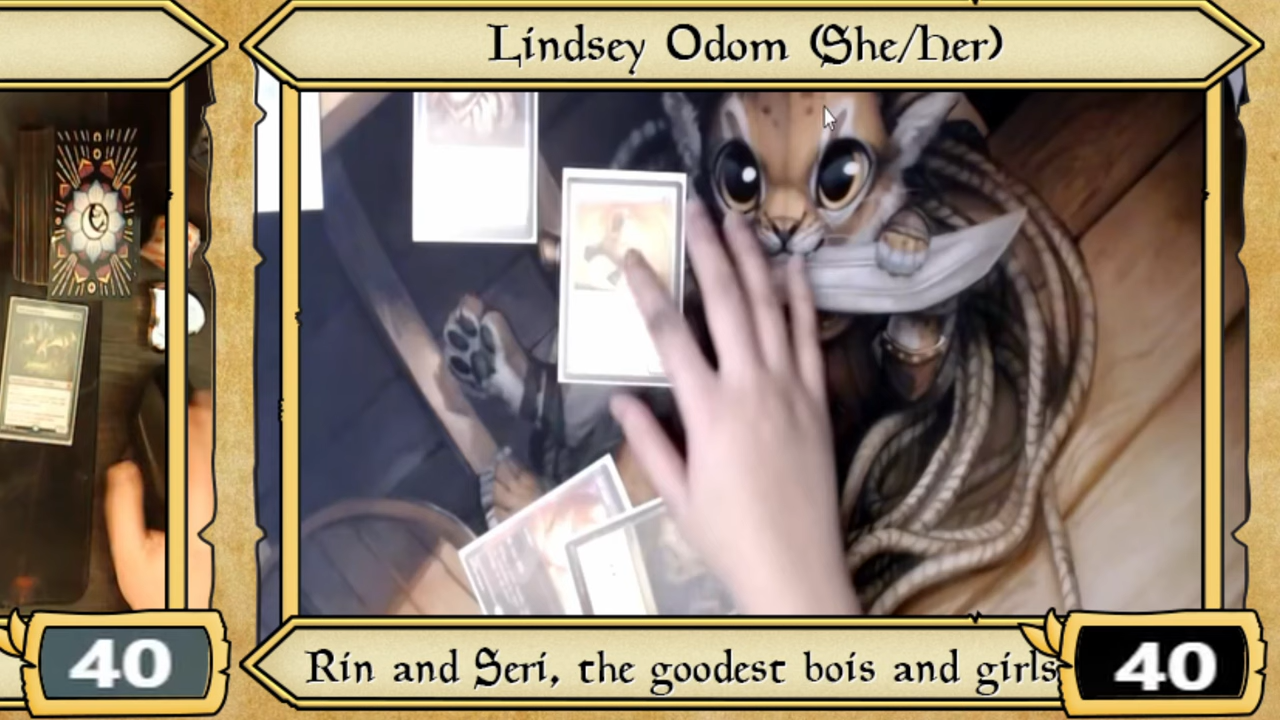 Lindsey Odom (She/her)
40
Rin and Seri, the goodest bois and girls
40